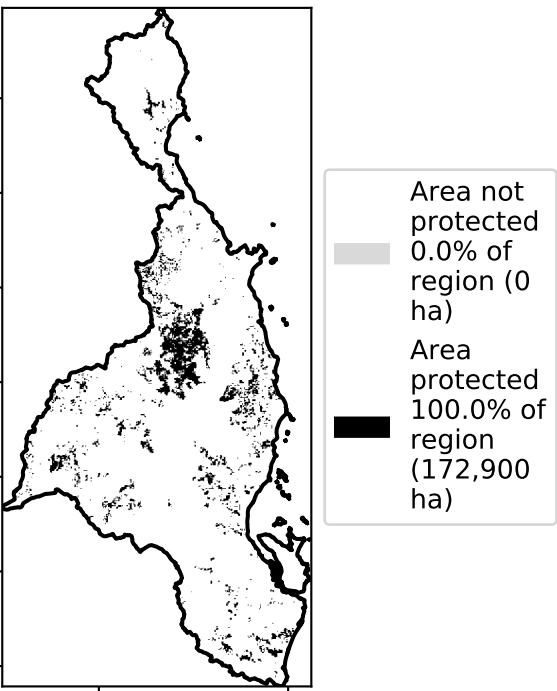 Area not
protected
0.0% of
region (0
ha)
Area
protected
100.0% of
region
(172,900
ha)